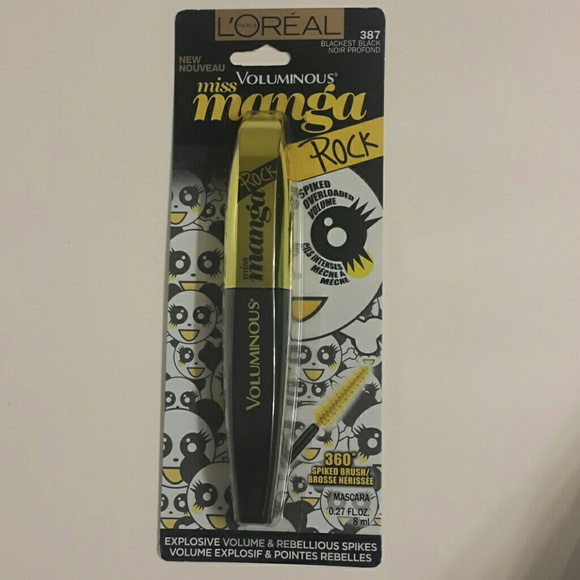 L'ORÉAL
PARIS
387
BLACKEST BLACK
NOIR PROFOND
NEW
NOUVEAU
VOLUMINOUS®
miss
manga
ROCK
SPIKED
OVERLOADED
VOLUME
CILS INTENSES
MÈCHE À
MÈCHE
miss manga ROCK
VOLUMINOUS®
360°
SPIKED BRUSH/
BROSSE HÉRISSÉE
MASCARA
0.27 FL.OZ.
8 ml
EXPLOSIVE VOLUME & REBELLIOUS SPIKES
VOLUME EXPLOSIF & POINTES REBELLES